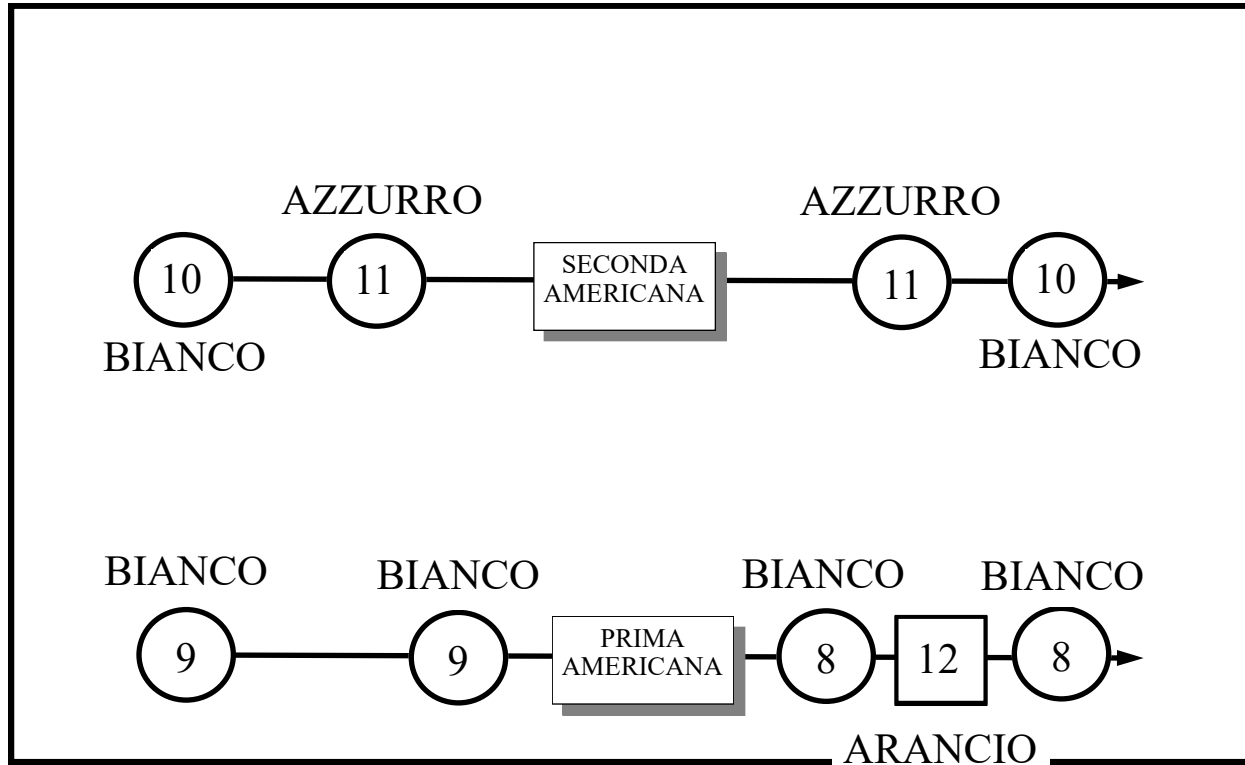 AZZURRO AZZURRO
10 11 SECONDA AMERICANA 11 10
BIANCO BIANCO
BIANCO BIANCO BIANCO BIANCO
9 9 PRIMA AMERICANA 8 12 8
ARANCIO